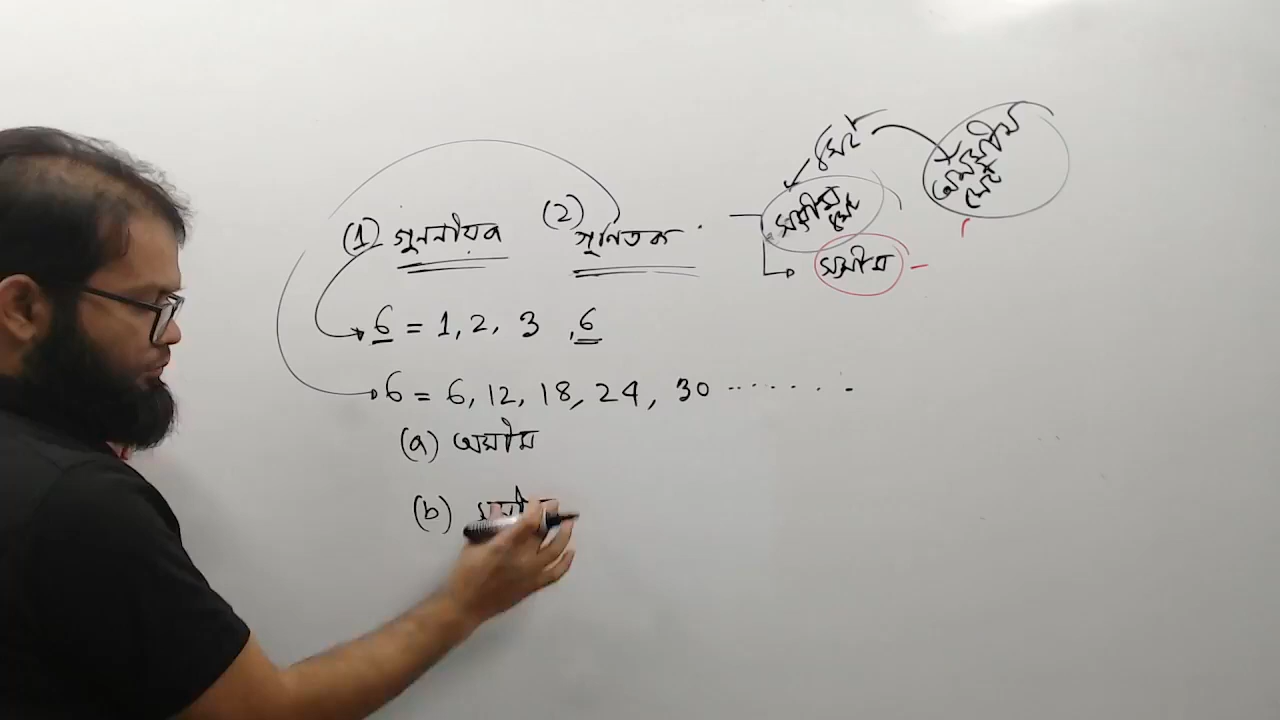 (1) গুননীয়ক (2) গুনিতক
সেট
সসীম সেট
অসীম সেট
সসীম
6 = 1, 2, 3, 6
6 = 6, 12, 18, 24, 30 ........
(a) অসীম
(b) সসীম